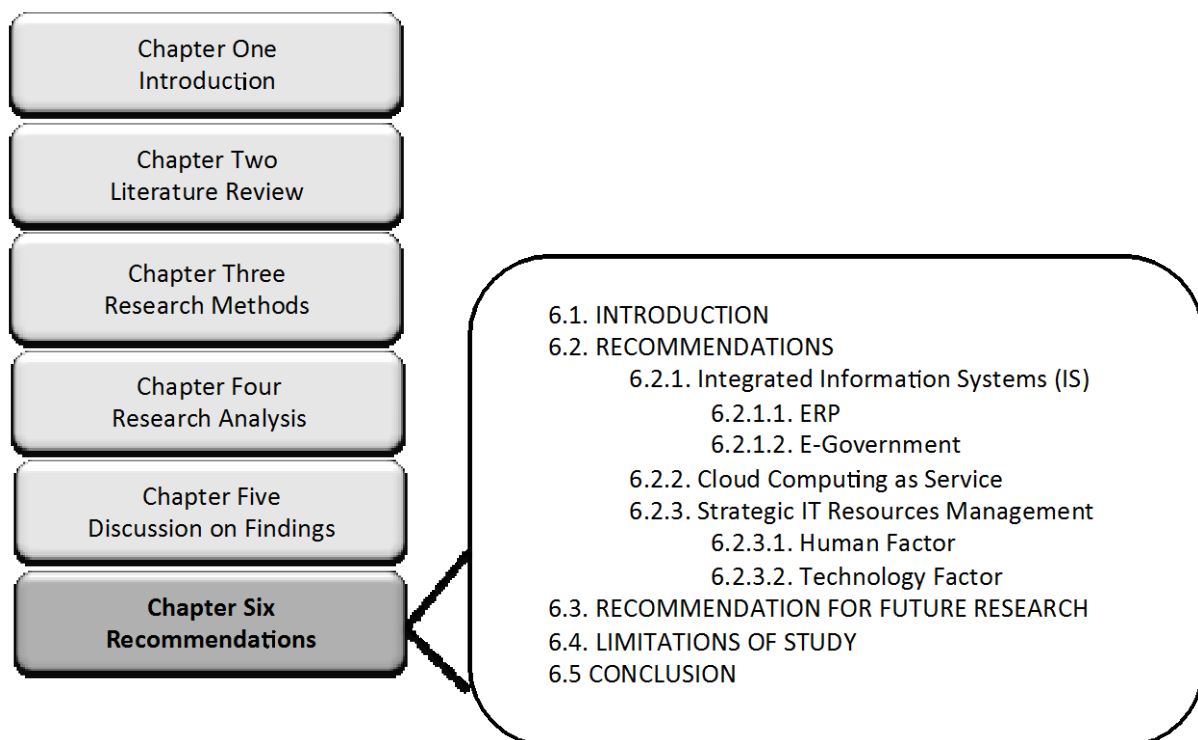 Chapter One
Introduction
Chapter Two
Literature Review
Chapter Three
Research Methods
Chapter Four
Research Analysis
Chapter Five
Discussion on Findings
Chapter Six
Recommendations
6.1. INTRODUCTION
6.2. RECOMMENDATIONS
6.2.1. Integrated Information Systems (IS)
6.2.1.1. ERP
6.2.1.2. E-Government
6.2.2. Cloud Computing as Service
6.2.3. Strategic IT Resources Management
6.2.3.1. Human Factor
6.2.3.2. Technology Factor
6.3. RECOMMENDATION FOR FUTURE RESEARCH
6.4. LIMITATIONS OF STUDY
6.5 CONCLUSION